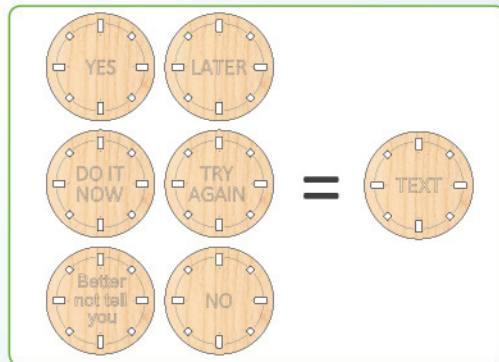 YES
LATER
DO IT
NOW
TRY
AGAIN
=
TEXT
Better
not tell
you
NO